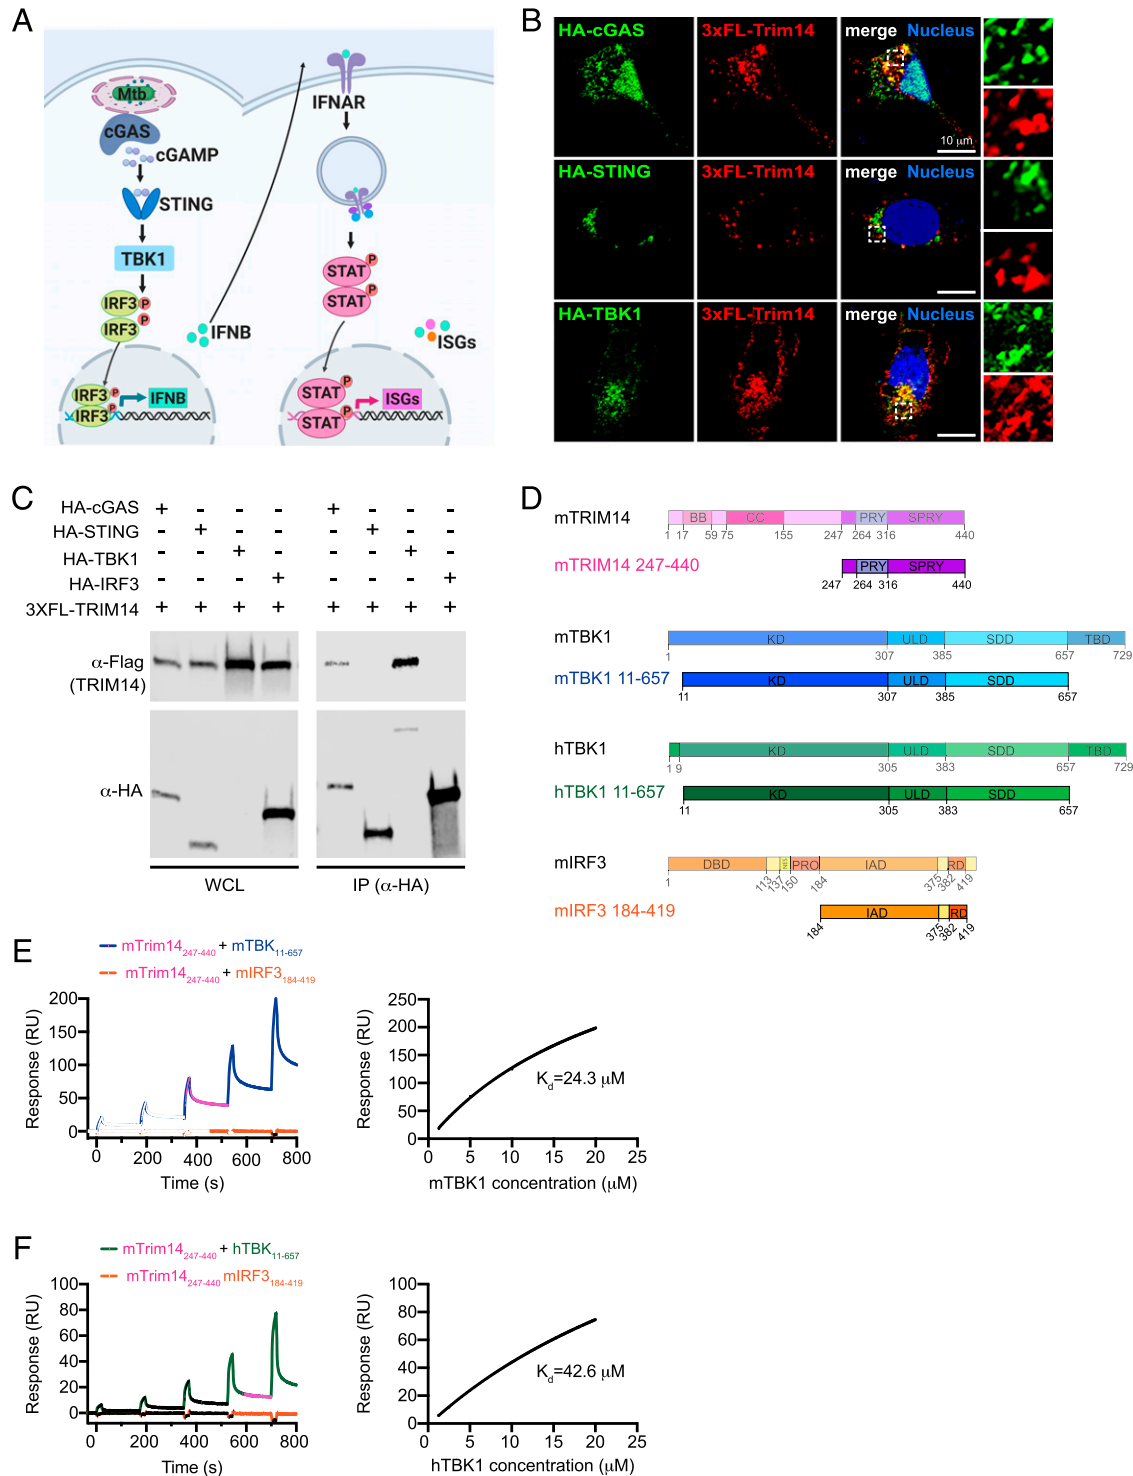 A
Mtb
cGAS
cGAMP
STING
TBK1
IRF3 P
IRF3 P
IFNB
IRF3 P
IRF3 P
IFNB
IFNAR
STAT P
STAT P
ISGs
STAT P
STAT P
ISGs
B
HA-cGAS 3xFL-Trim14 merge Nucleus
10 μm
HA-STING 3xFL-Trim14 merge Nucleus
HA-TBK1 3xFL-Trim14 merge Nucleus
C
HA-cGAS + - - - + - - -
HA-STING - + - - - + - -
HA-TBK1 - - + - - - + -
HA-IRF3 - - - + - - - +
3XFL-TRIM14 + + + + + + + +
α-Flag
(TRIM14)
α-HA
WCL IP (α-HA)
D
mTRIM14 BB CC PRY SPRY
1 17 59 75 155 247 264 316 440
mTRIM14 247-440 PRY SPRY
247 264 316 440
mTBK1 KD ULD SDD TBD
1 307 385 657 729
mTBK1 11-657 KD ULD SDD
11 307 385 657
hTBK1 KD ULD SDD TBD
1 9 305 383 657 729
hTBK1 11-657 KD ULD SDD
11 305 383 657
mIRF3 DBD NES PRO IAD RD
1 113 137 150 184 375 382 419
mIRF3 184-419 IAD RD
184 375 382 419
E
mTrim14247-440 + mTBK11-657
mTrim14247-440 + mIRF3184-419
Response (RU)
200
150
100
50
0
0 200 400 600 800
Time (s)
Response (RU)
250
200
150
100
50
0
Kd=24.3 μM
0 5 10 15 20 25
mTBK1 concentration (μM)
F
mTrim14247-440 + hTBK11-657
mTrim14247-440 mIRF3184-419
Response (RU)
100
80
60
40
20
0
0 200 400 600 800
Time (s)
Response (RU)
100
80
60
40
20
0
Kd=42.6 μM
0 5 10 15 20 25
hTBK1 concentration (μM)